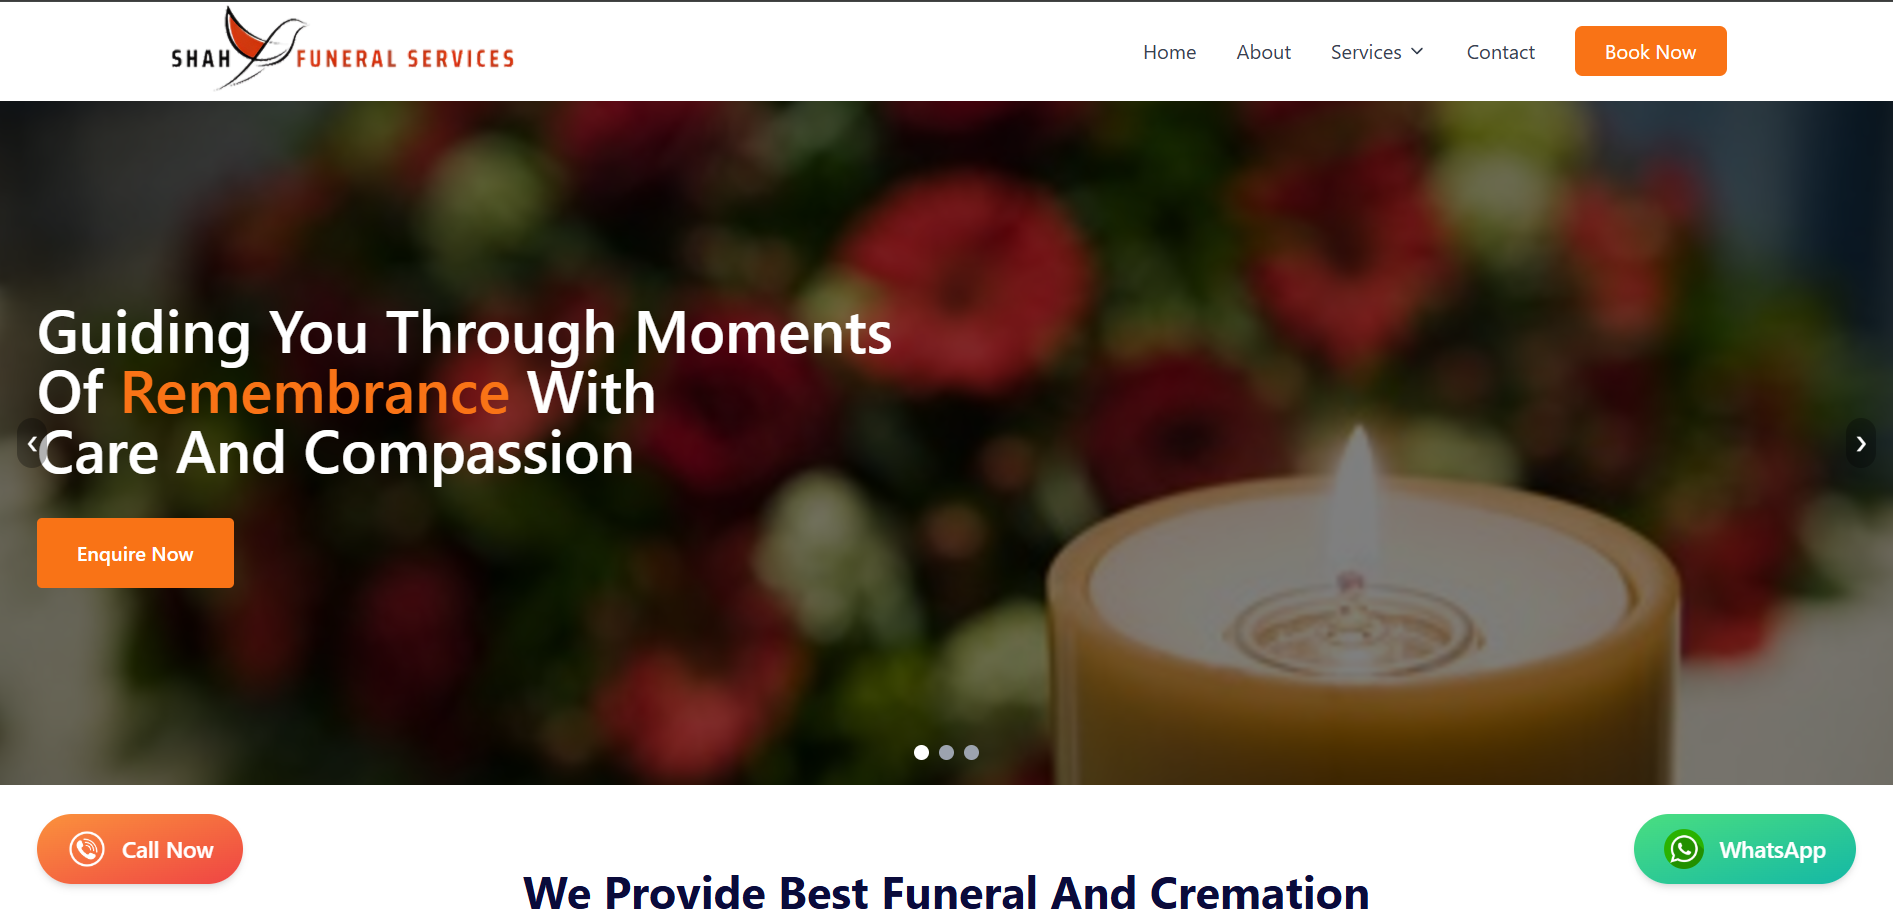 SHAH FUNERAL SERVICES
Home
About
Services
Contact
Book Now
Guiding You Through Moments
Of Remembrance With
Care And Compassion
Enquire Now
Call Now
WhatsApp
We Provide Best Funeral And Cremation